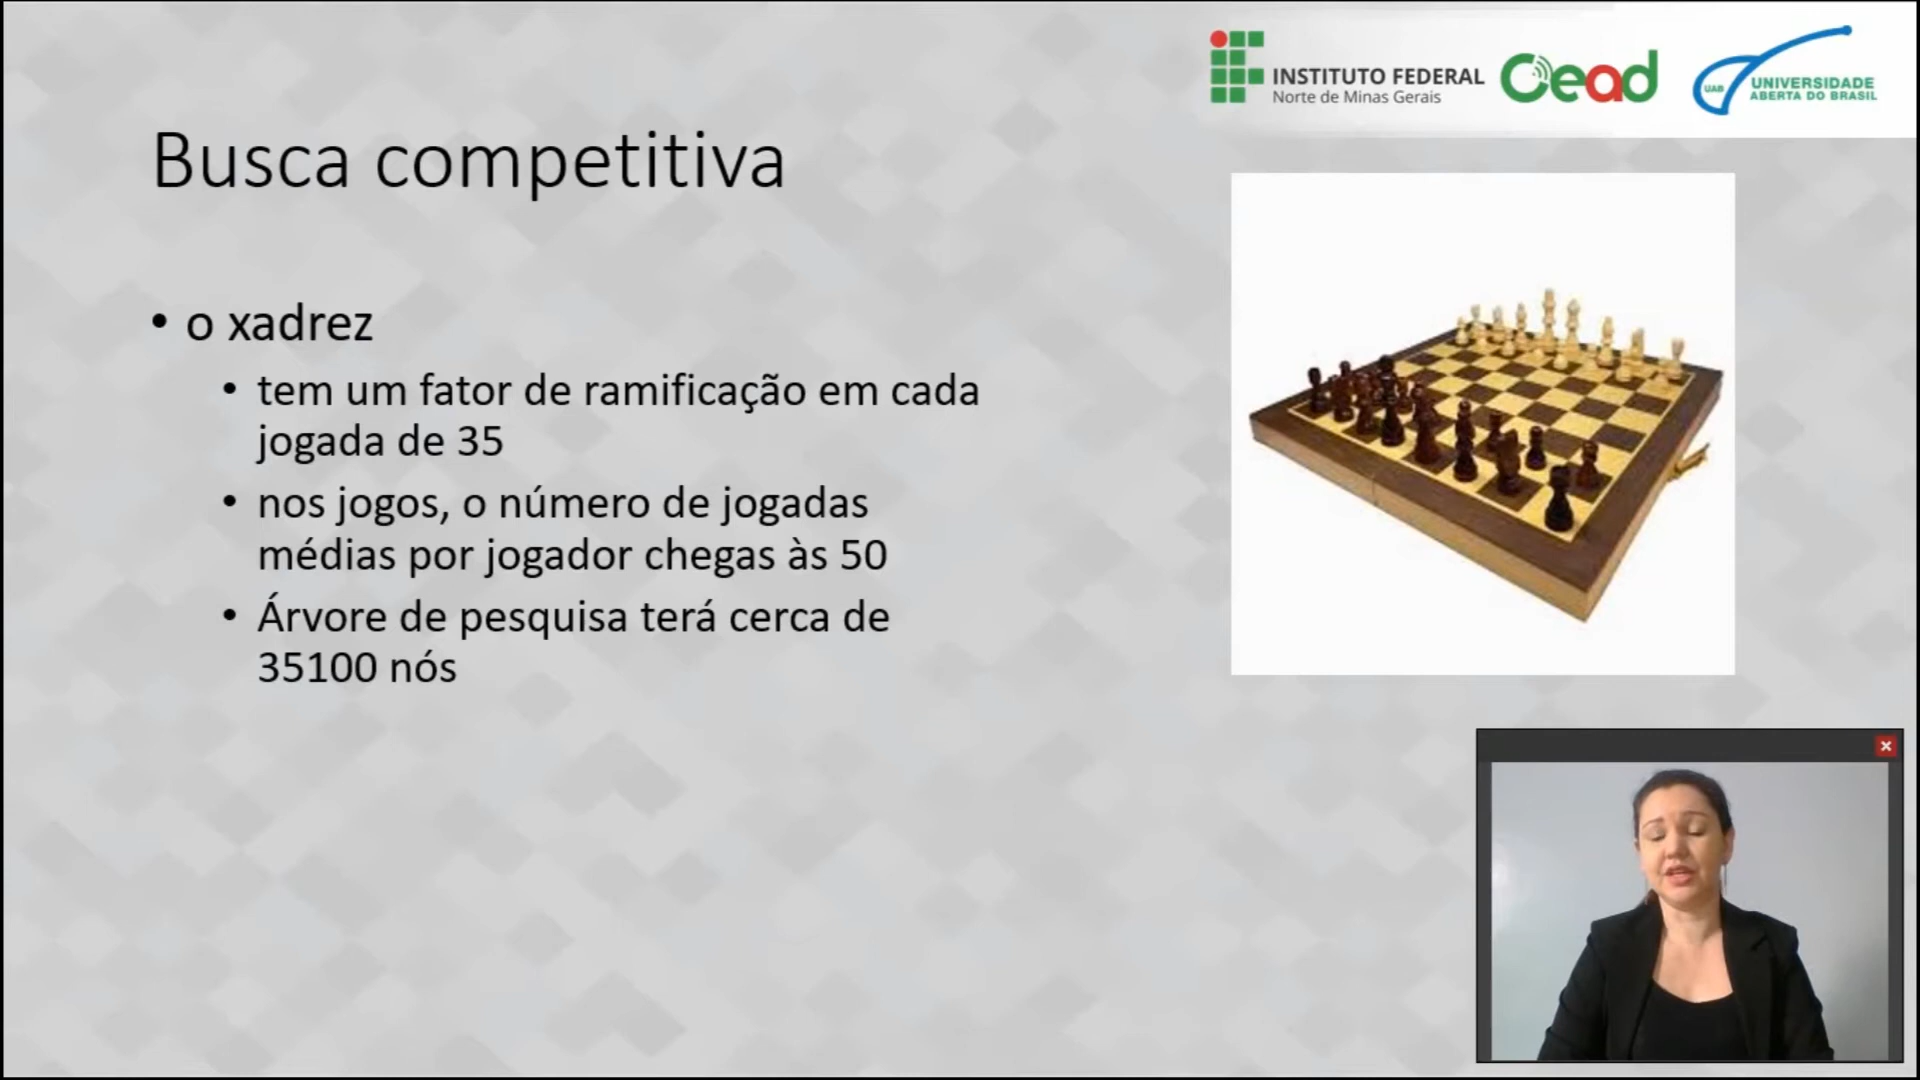 INSTITUTO FEDERAL
Norte de Minas Gerais
Cead
UAB
UNIVERSIDADE
ABERTA DO BRASIL
Busca competitiva
• o xadrez
• tem um fator de ramificação em cada
jogada de 35
• nos jogos, o número de jogadas
médias por jogador chegas às 50
• Árvore de pesquisa terá cerca de
35100 nós